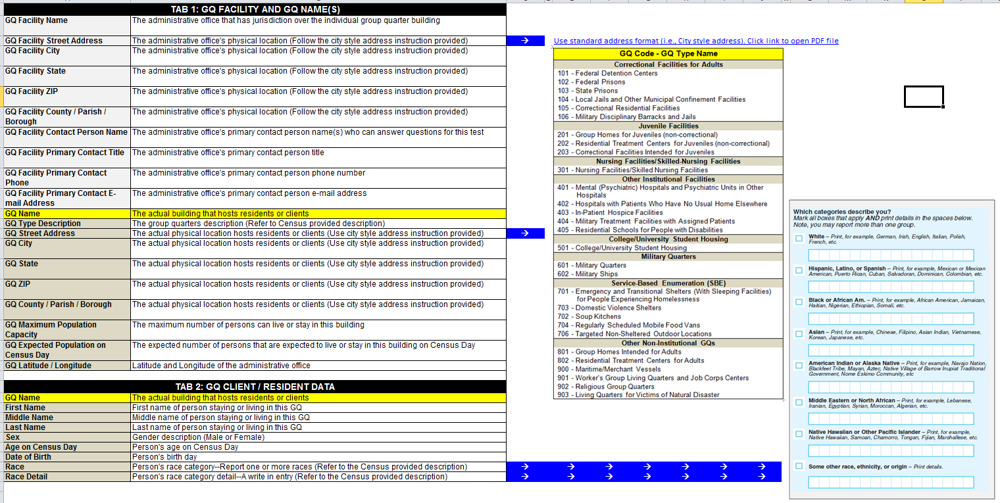 TAB 1: GQ FACILITY AND GQ NAME(S)
GQ Facility Name The administrative office that has jurisdiction over the individual group quarter building
GQ Facility Street Address The administrative office's physical location (Follow the city style address instruction provided) →
GQ Facility City The administrative office's physical location (Follow the city style address instruction provided)
GQ Facility State The administrative office's physical location (Follow the city style address instruction provided)
GQ Facility ZIP The administrative office's physical location (Follow the city style address instruction provided)
GQ Facility County / Parish /
Borough
The administrative office's physical location (Follow the city style address instruction provided)
GQ Facility Contact Person Name The administrative office's primary contact person name(s) who can answer questions for this test
GQ Facility Primary Contact Title The administrative office's primary contact person title
GQ Facility Primary Contact
Phone
The administrative office's primary contact person phone number
GQ Facility Primary Contact E-
mail Address
The administrative office's primary contact person e-mail address
GQ Name The actual building that hosts residents or clients
GQ Type Description The group quarters description (Refer to Census provided description)
GQ Street Address The actual physical location hosts residents or clients (Use city style address instruction provided) →
GQ City The actual physical location hosts residents or clients (Use city style address instruction provided)
GQ State The actual physical location hosts residents or clients (Use city style address instruction provided)
GQ ZIP The actual physical location hosts residents or clients (Use city style address instruction provided)
GQ County / Parish / Borough The actual physical location hosts residents or clients (Use city style address instruction provided)
GQ Maximum Population
Capacity
The maximum number of persons can live or stay in this building
GQ Expected Population on
Census Day
The expected number of persons that are expected to live or stay in this building on Census Day
GQ Latitude / Longitude Latitude and Longitude of the administrative office
TAB 2: GQ CLIENT / RESIDENT DATA
GQ Name The actual building that hosts residents or clients
First Name First name of person staying or living in this GQ
Middle Name Middle name of person staying or living in this GQ
Last Name Last name of person staying or living in this GQ
Sex Gender description (Male or Female)
Age on Census Day Person's age on Census Day
Date of Birth Person's birth day
Race Person's race category--Report one or more races (Refer to the Census provided description) → → → → → → →
Race Detail Person's race category detail--A write in entry (Refer to the Census provided description) → → → → → → →
Use standard address format (i.e., City style address). Click link to open PDF file
GQ Code - GQ Type Name
Correctional Facilities for Adults
101 - Federal Detention Centers
102 - Federal Prisons
103 - State Prisons
104 - Local Jails and Other Municipal Confinement Facilities
105 - Correctional Residential Facilities
106 - Military Disciplinary Barracks and Jails
Juvenile Facilities
201 - Group Homes for Juveniles (non-correctional)
202 - Residential Treatment Centers for Juveniles (non-correctional)
203 - Correctional Facilities Intended for Juveniles
Nursing Facilities/Skilled-Nursing Facilities
301 - Nursing Facilities/Skilled Nursing Facilities
Other Institutional Facilities
401 - Mental (Psychiatric) Hospitals and Psychiatric Units in Other
Hospitals
402 - Hospitals with Patients Who Have No Usual Home Elsewhere
403 - In-Patient Hospice Facilities
404 - Military Treatment Facilities with Assigned Patients
405 - Residential Schools for People with Disabilities
College/University Student Housing
501 - College/University Student Housing
Military Quarters
601 - Military Quarters
602 - Military Ships
Service-Based Enumeration (SBE)
701 - Emergency and Transitional Shelters (With Sleeping Facilities)
for People Experiencing Homelessness
703 - Domestic Violence Shelters
702 - Soup Kitchens
704 - Regularly Scheduled Mobile Food Vans
706 - Targeted Non-Sheltered Outdoor Locations
Other Non-Institutional GQs
801 - Group Homes Intended for Adults
802 - Residential Treatment Centers for Adults
900 - Maritime/Merchant Vessels
901 - Worker's Group Living Quarters and Job Corps Centers
902 - Religious Group Quarters
903 - Living Quarters for Victims of Natural Disaster
Which categories describe you?
Mark all boxes that apply AND print details in the spaces below.
Note, you may report more than one group.
White – Print, for example, German, Irish, English, Italian, Polish,
French, etc.
Hispanic, Latino, or Spanish – Print, for example, Mexican or Mexican
American, Puerto Rican, Cuban, Salvadoran, Dominican, Colombian, etc.
Black or African Am. – Print, for example, African American, Jamaican,
Haitian, Nigerian, Ethiopian, Somali, etc.
Asian – Print, for example, Chinese, Filipino, Asian Indian, Vietnamese,
Korean, Japanese, etc.
American Indian or Alaska Native – Print, for example, Navajo Nation,
Blackfeet Tribe, Mayan, Aztec, Native Village of Barrow Inupiat Traditional
Government, Nome Eskimo Community, etc
Middle Eastern or North African – Print, for example, Lebanese,
Iranian, Egyptian, Syrian, Moroccan, Algerian, etc.
Native Hawaiian or Other Pacific Islander – Print, for example,
Native Hawaiian, Samoan, Chamorro, Tongan, Fijian, Marshallese, etc.
Some other race, ethnicity, or origin – Print details.